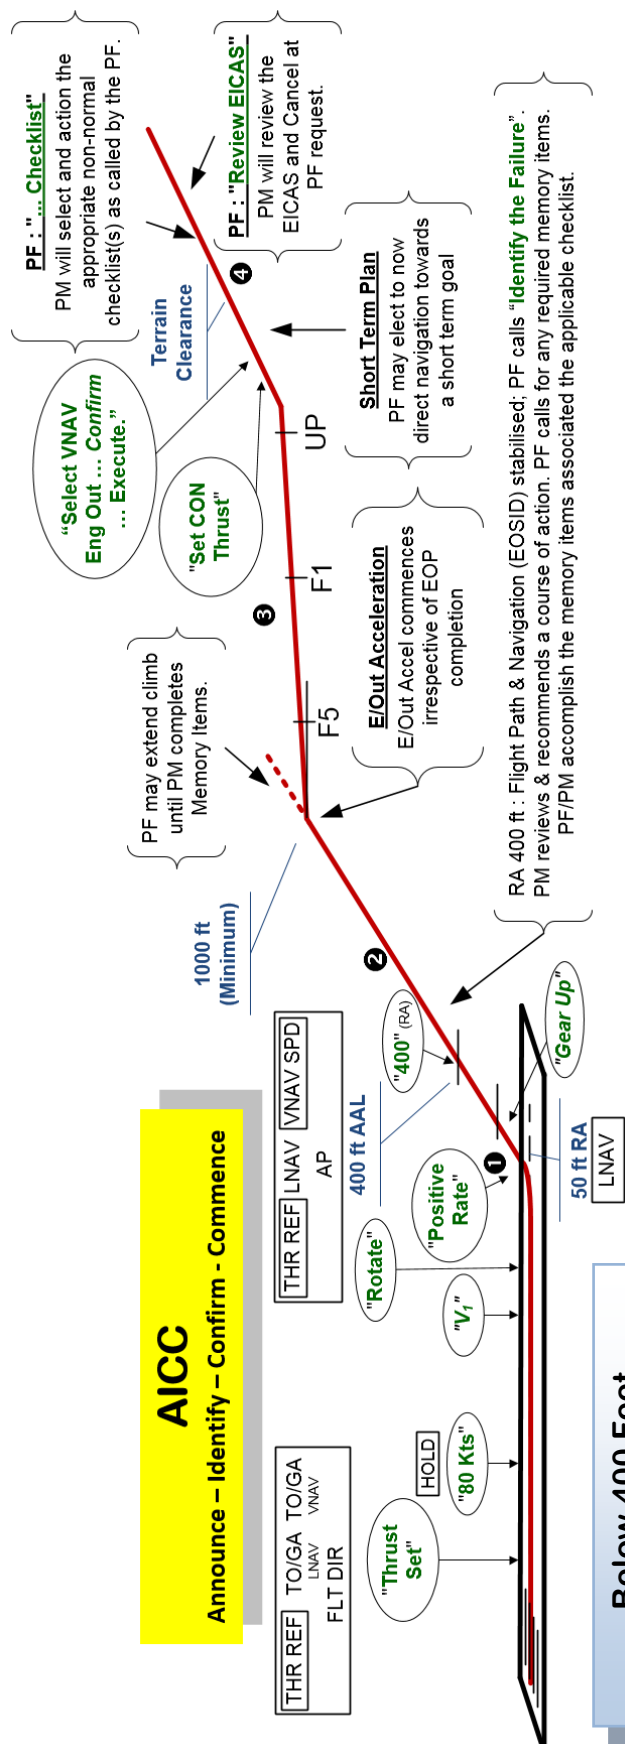 AICC
Announce – Identify – Confirm - Commence
THR REF TO/GA TO/GA
LNAV VNAV
FLT DIR
THR REF LNAV VNAV SPD
AP
"Thrust
Set"
HOLD
"80 Kts"
"V1"
"Rotate"
"Positive
Rate"
❶
50 ft RA
LNAV
"Gear Up"
400 ft AAL
"400" (RA)
❷
1000 ft
(Minimum)
PF may extend climb
until PM completes
Memory Items.
RA 400 ft : Flight Path & Navigation (EOSID) stabilised; PF calls "Identify the Failure".
PM reviews & recommends a course of action. PF calls for any required memory items.
PF/PM accomplish the memory items associated the applicable checklist.
E/Out Acceleration
E/Out Accel commences
irrespective of EOP
completion
F5
❸
F1
UP
"Set CON
Thrust"
“Select VNAV
Eng Out ... Confirm
... Execute.”
Short Term Plan
PF may elect to now
direct navigation towards
a short term goal
Terrain
Clearance
❹
PF : "... Checklist"
PM will select and action the
appropriate non-normal
checklist(s) as called by the PF.
PF : "Review EICAS"
PM will review the
EICAS and Cancel at
PF request.
Below 400 Feet